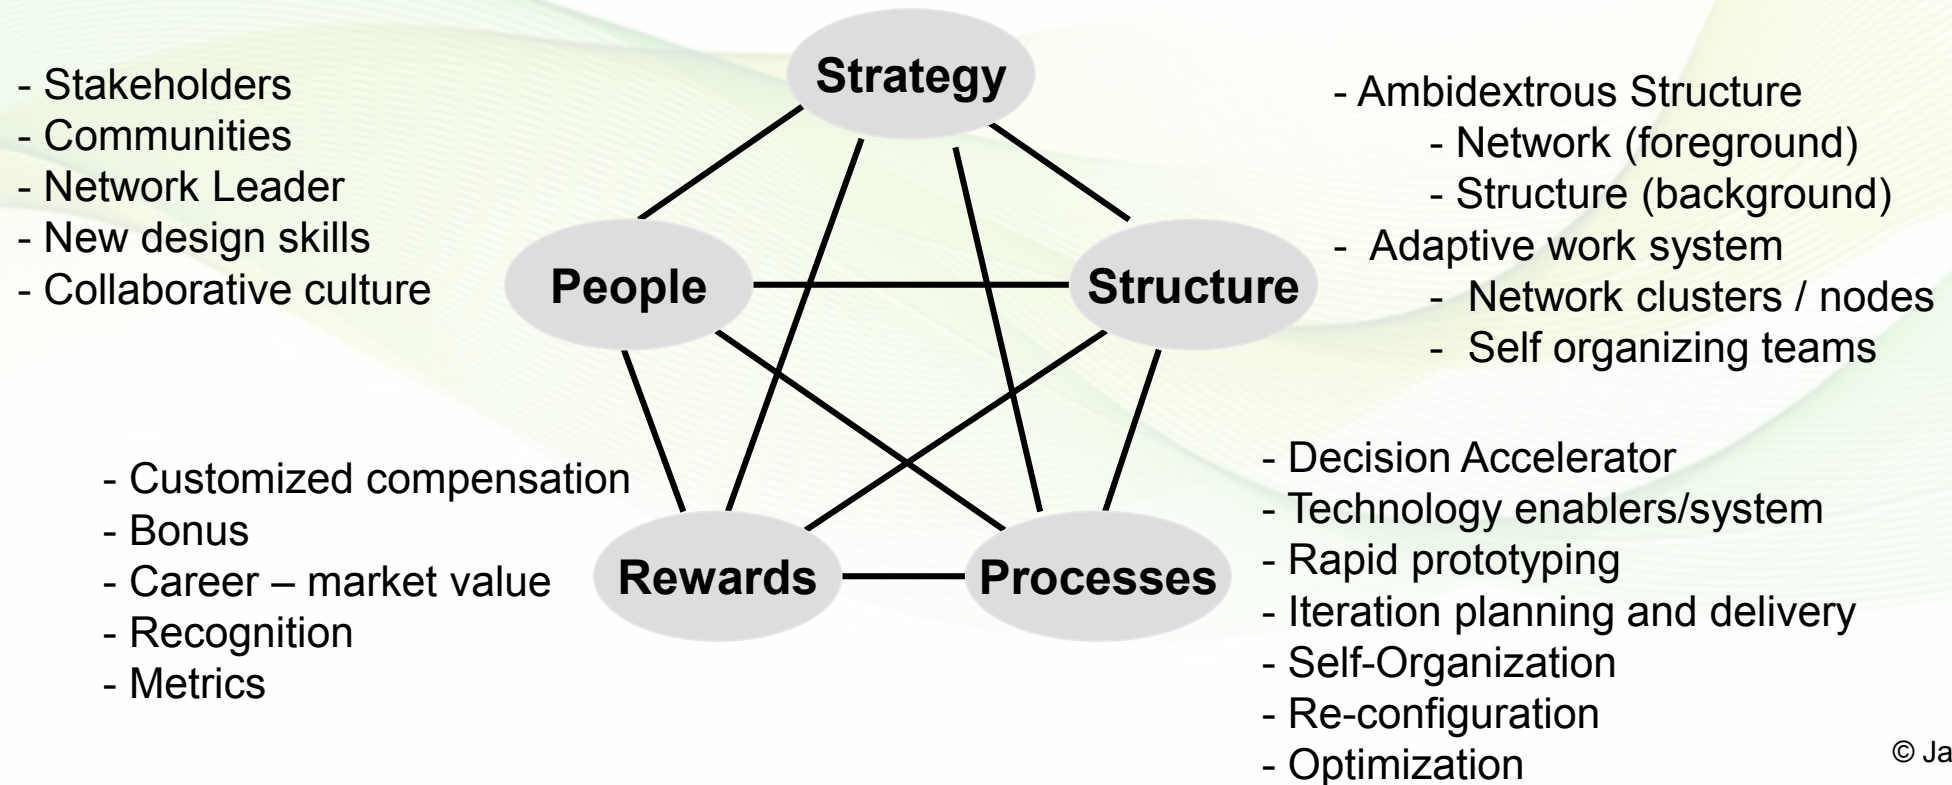 Strategy
- Stakeholders
- Communities
- Network Leader
- New design skills
- Collaborative culture
- Ambidextrous Structure
- Network (foreground)
- Structure (background)
- Adaptive work system
- Network clusters / nodes
- Self organizing teams
People
Structure
- Customized compensation
- Bonus
- Career – market value
- Recognition
- Metrics
Rewards
Processes
- Decision Accelerator
- Technology enablers/system
- Rapid prototyping
- Iteration planning and delivery
- Self-Organization
- Re-configuration
- Optimization
© Ja